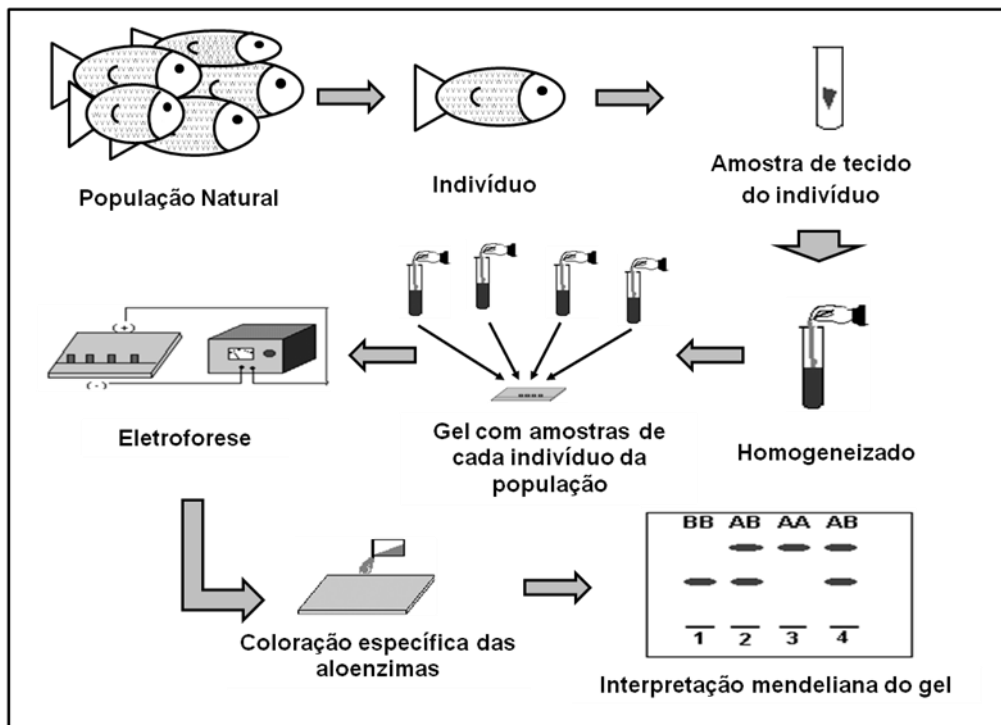 População Natural
Indivíduo
Amostra de tecido
do indivíduo
Homogeneizado
Gel com amostras de
cada indivíduo da
população
(+)
(-)
Eletroforese
Coloração específica das
aloenzimas
BB AB AA AB
1 2 3 4
Interpretação mendeliana do gel